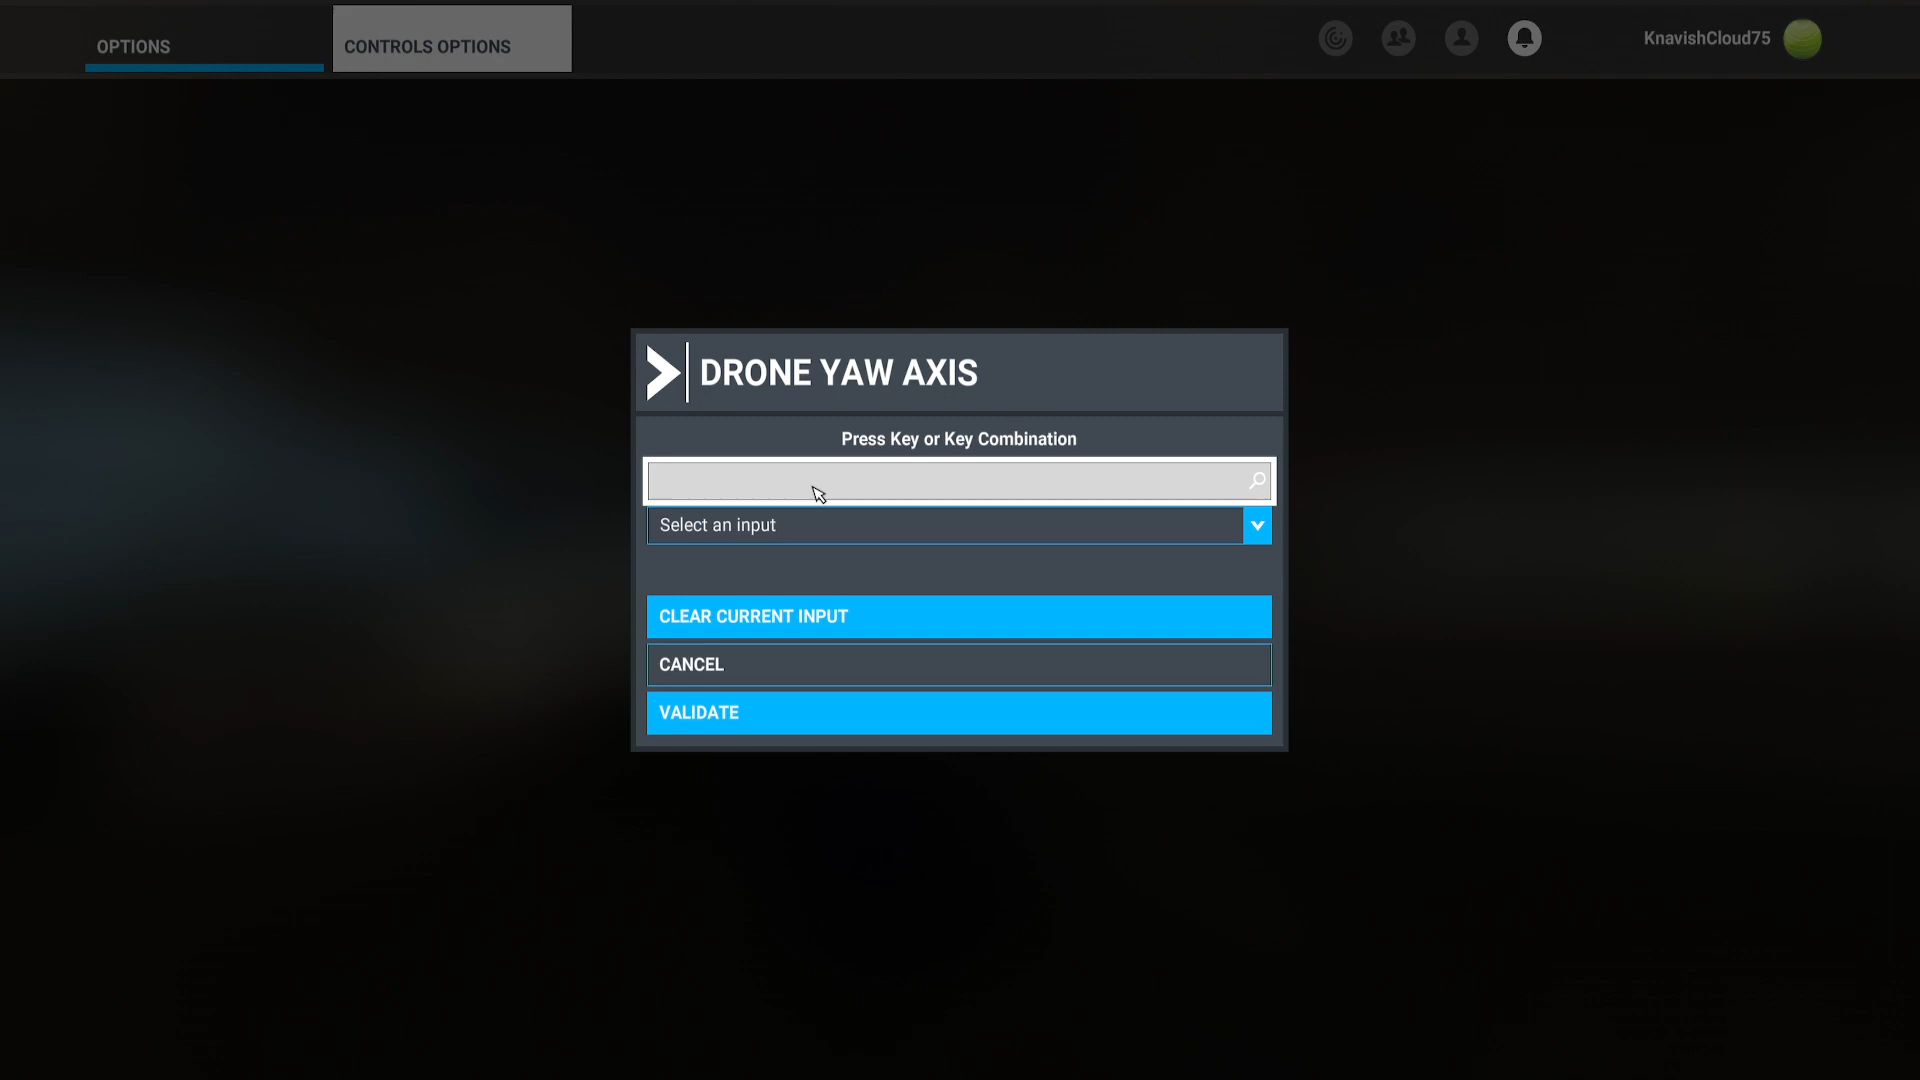 OPTIONS
CONTROLS OPTIONS
KnavishCloud75
DRONE YAW AXIS
Press Key or Key Combination
Select an input
CLEAR CURRENT INPUT
CANCEL
VALIDATE